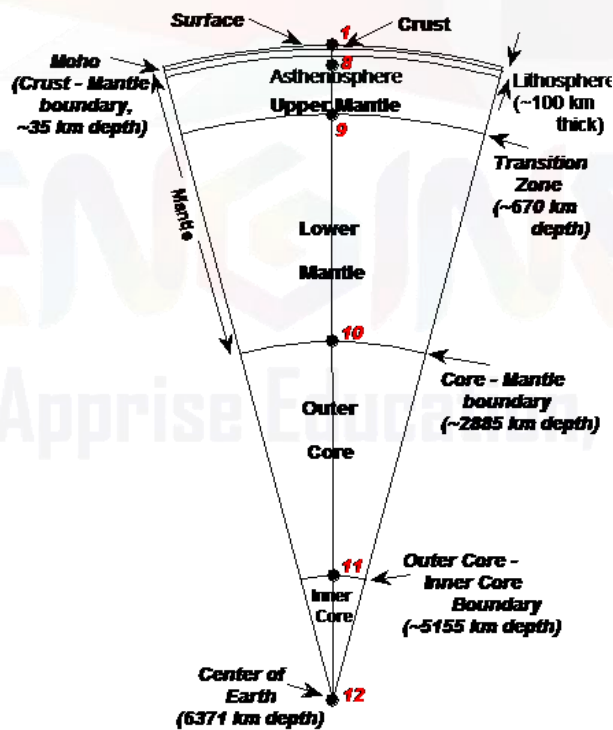 Surface
1
Crust
Moho
(Crust - Mantle
boundary,
~35 km depth)
8
Asthenosphere
Upper Mantle
9
Lithosphere
(~100 km
thick)
Transition
Zone
(~670 km
depth)
Mantle
Lower
Mantle
10
Core - Mantle
boundary
(~2885 km depth)
Outer
Core
Apprise Education,
11
Outer Core -
Inner Core
Boundary
(~5155 km depth)
Inner
Core
Center of
Earth
(6371 km depth)
12